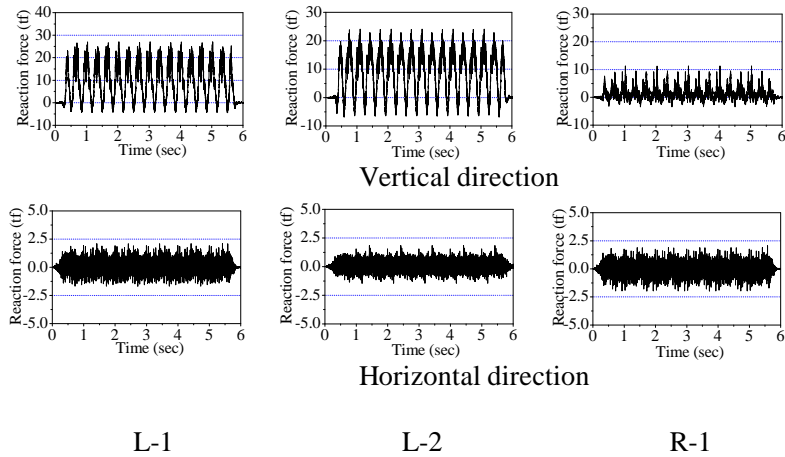 Reaction force (tf)
40
30
20
10
0
-10
0 1 2 3 4 5 6
Time (sec)
Reaction force (tf)
30
20
10
0
-10
0 1 2 3 4 5 6
Time (sec)
Reaction force (tf)
30
20
10
0
-10
0 1 2 3 4 5 6
Time (sec)
Vertical direction
Reaction force (tf)
5.0
2.5
0.0
-2.5
-5.0
0 1 2 3 4 5 6
Time (sec)
Reaction force (tf)
5.0
2.5
0.0
-2.5
-5.0
0 1 2 3 4 5 6
Time (sec)
Reaction force (tf)
5.0
2.5
0.0
-2.5
-5.0
0 1 2 3 4 5 6
Time (sec)
Horizontal direction
L-1 L-2 R-1